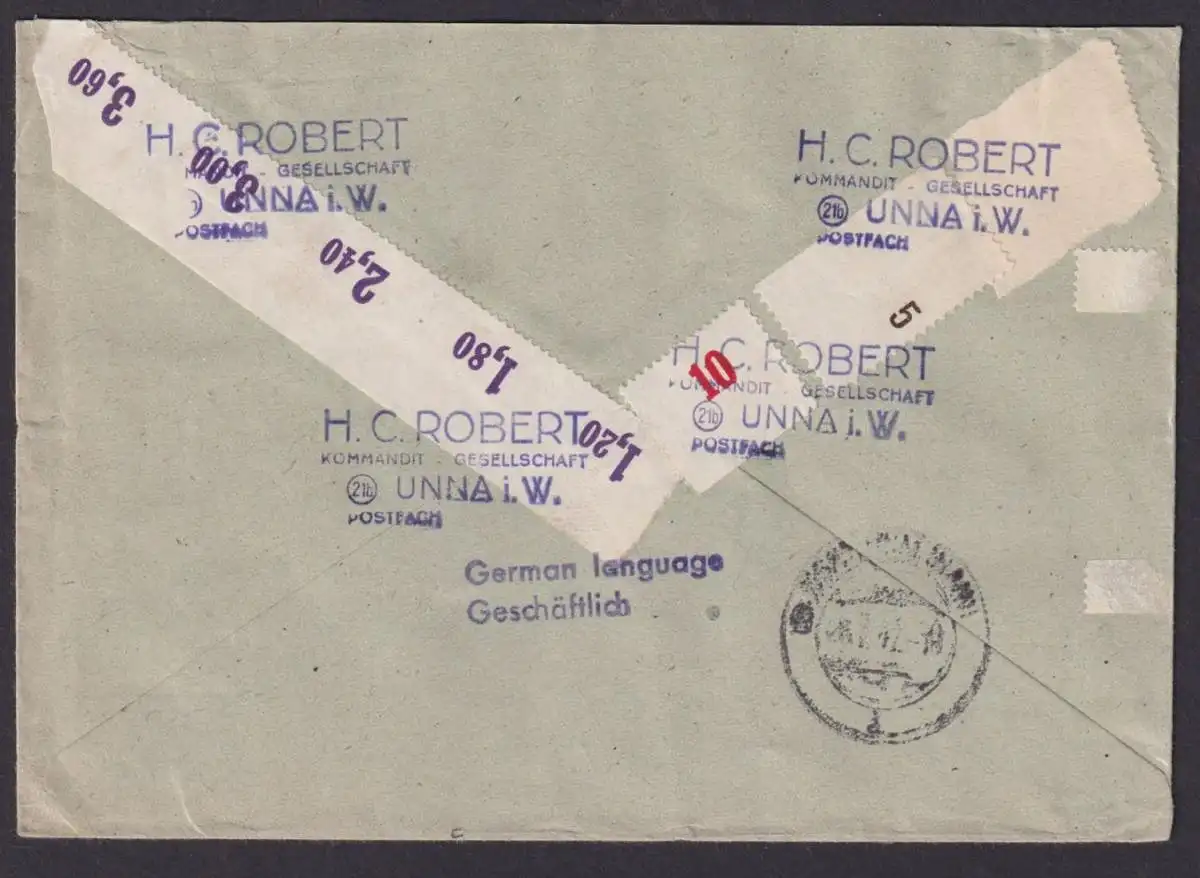 3,60
3,00
2,40
1,80
1,20
H. C. ROBERT
GESELLSCHAFT
UNNA i. W.
POSTFACH
H. C. ROBERT
KOMMANDIT - GESELLSCHAFT
21b UNNA i. W.
POSTFACH
5
10
H. C. ROBERT
KOMMANDIT - GESELLSCHAFT
21b UNNA i. W.
POSTFACH
H. C. ROBERT
KOMMANDIT - GESELLSCHAFT
21b UNNA i. W.
POSTFACH
German language
Geschäftlich